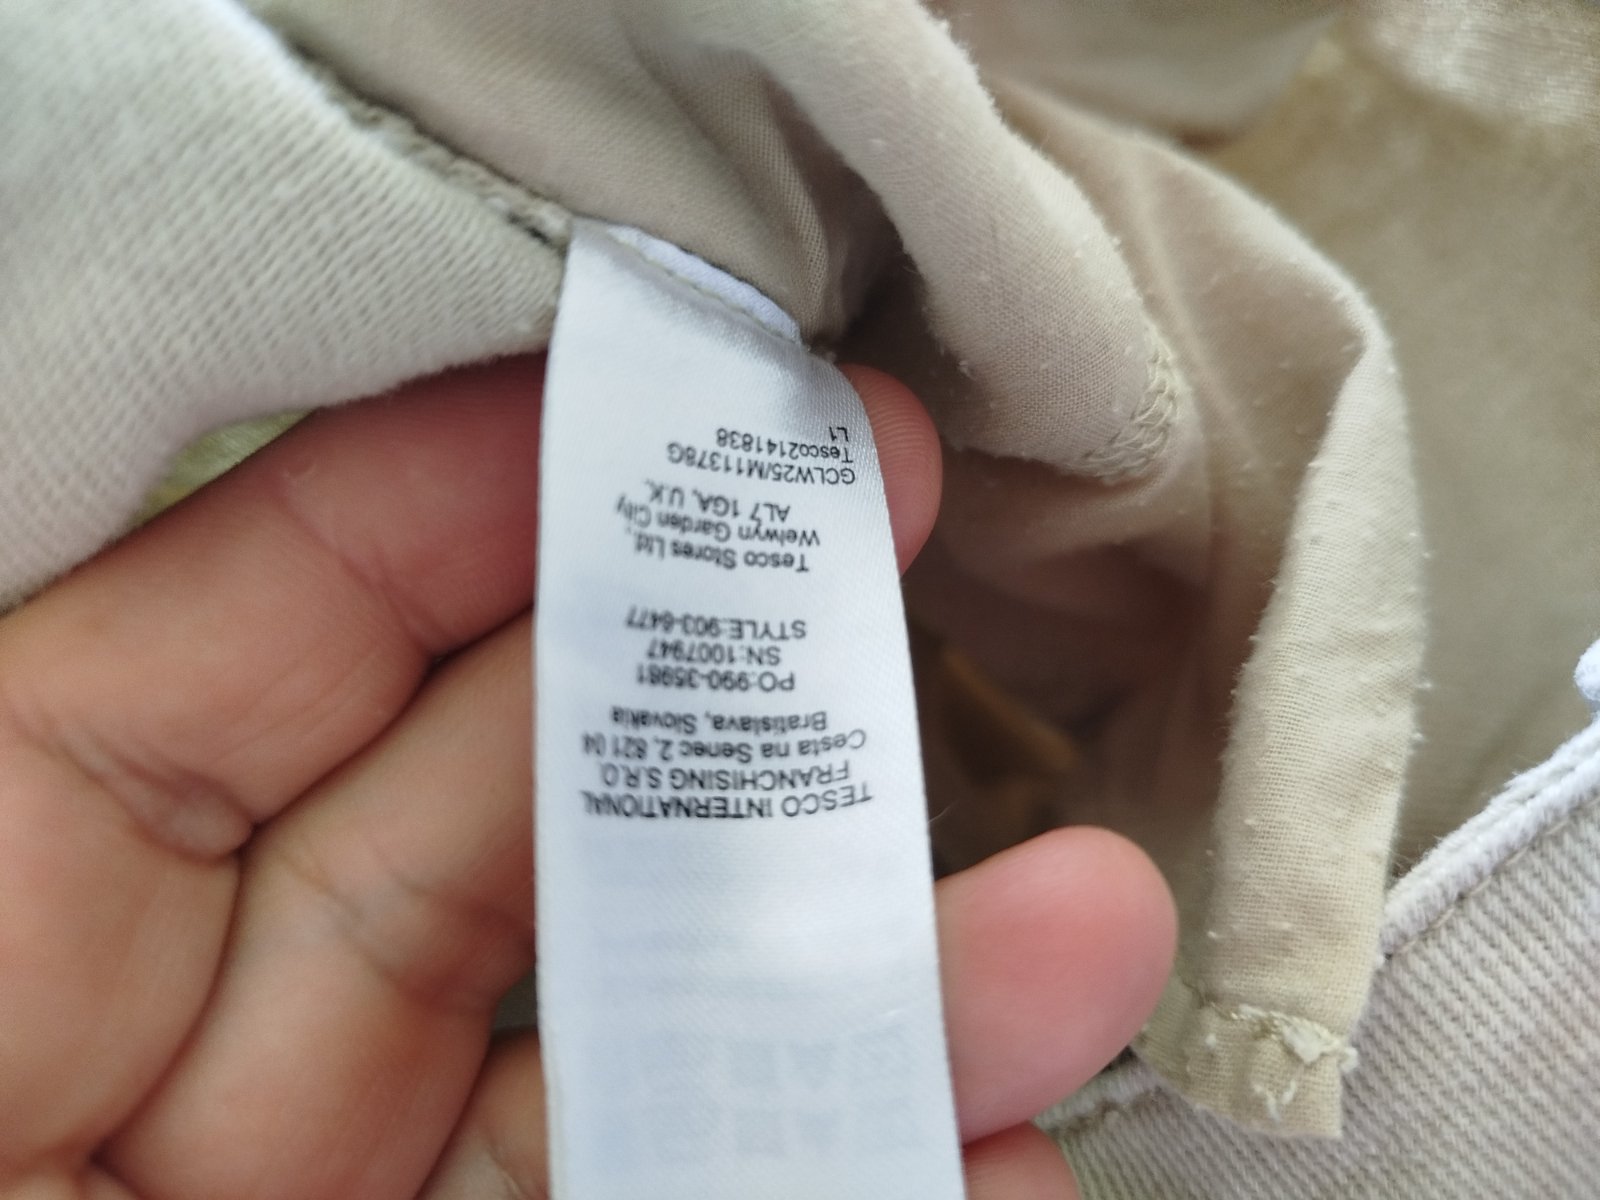 TESCO INTERNATIONAL
FRANCHISING S.R.O.
Cesta na Senec 2, 821 04
Bratislava, Slovakia
PO:990-35981
SN:1007947
STYLE:903-6477
Tesco Stores Ltd.,
Welwyn Garden City
AL7 1GA, U.K.
GCLW25/M11378G
Tesco2141838
L1